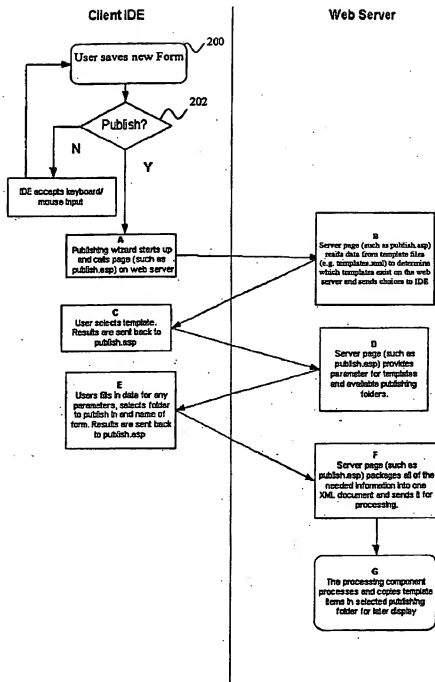 Client IDE
Web Server
200
User saves new Form
202
Publish?
N
Y
IDE accepts keyboard/
mouse input
A
Publishing wizard starts up
and calls page (such as
publish.asp) on web server
B
Server page (such as publish.asp)
reads data from template files
(e.g. templates.xml) to determine
which templates exist on the web
server and sends choices to IDE
C
User selects template.
Results are sent back to
publish.asp
D
Server page (such as
publish.asp) provides
parameter for templates
and available publishing
folders.
E
Users fills in data for any
parameters, selects folder
to publish in and name of
form. Results are sent back
to publish.asp
F
Server page (such as
publish.asp) packages all of the
needed information into one
XML document and sends it for
processing.
G
The processing component
processes and copies template
items in selected publishing
folder for later display